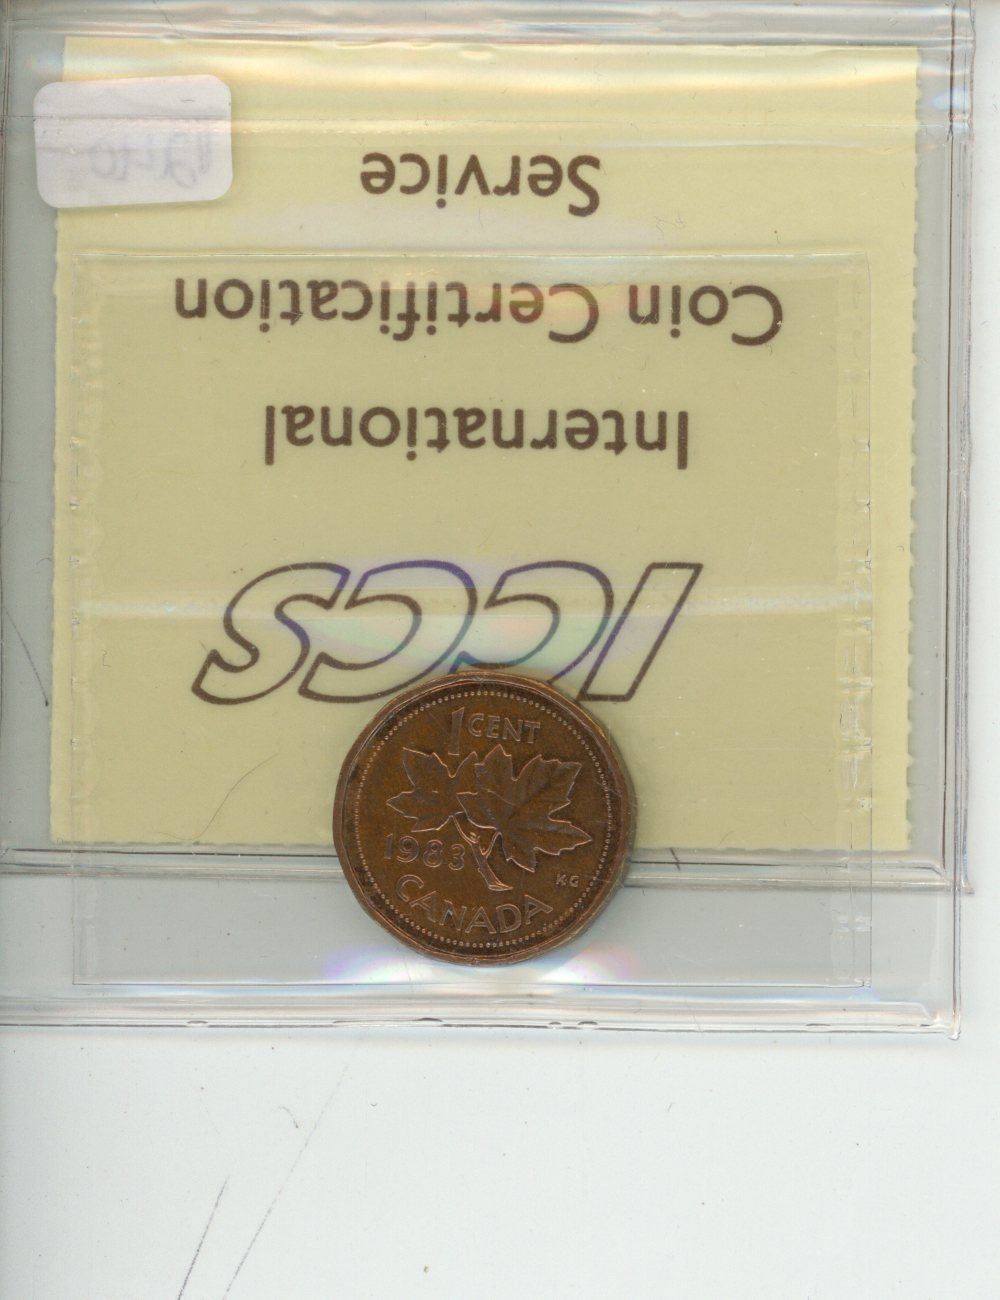 ICCS
International
Coin Certification
Service
1 CENT
1983
KG
CANADA